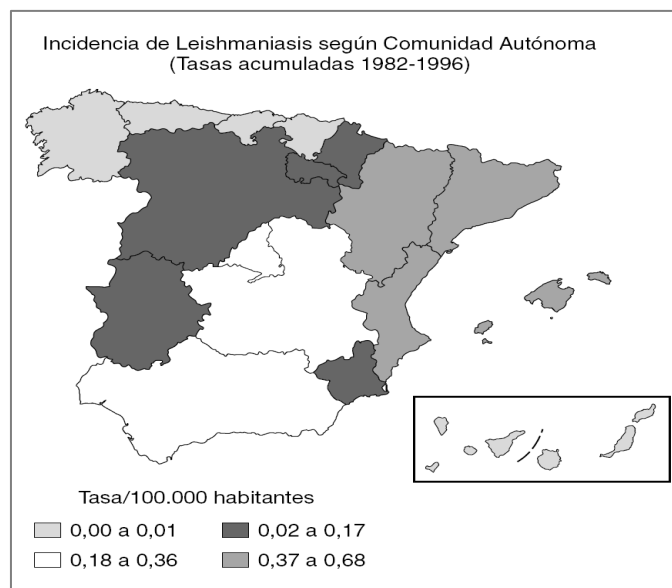 Incidencia de Leishmaniasis según Comunidad Autónoma
(Tasas acumuladas 1982-1996)
Tasa/100.000 habitantes
0,00 a 0,01
0,02 a 0,17
0,18 a 0,36
0,37 a 0,68